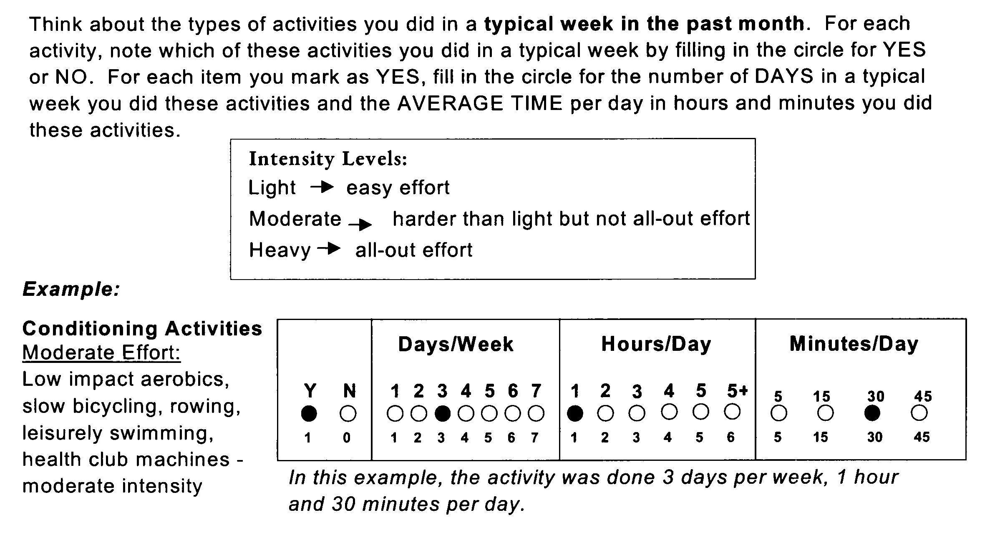 Think about the types of activities you did in a typical week in the past month. For each
activity, note which of these activities you did in a typical week by filling in the circle for YES
or NO. For each item you mark as YES, fill in the circle for the number of DAYS in a typical
week you did these activities and the AVERAGE TIME per day in hours and minutes you did
these activities.
Intensity Levels:
Light → easy effort
Moderate → harder than light but not all-out effort
Heavy → all-out effort
Example:
Conditioning Activities
Moderate Effort:
Low impact aerobics,
slow bicycling, rowing,
leisurely swimming,
health club machines -
moderate intensity
Days/Week Hours/Day Minutes/Day
Y N 1 2 3 4 5 6 7 1 2 3 4 5 5+ 5 15 30 45
1 0 1 2 3 4 5 6 7 1 2 3 4 5 6 5 15 30 45
In this example, the activity was done 3 days per week, 1 hour
and 30 minutes per day.